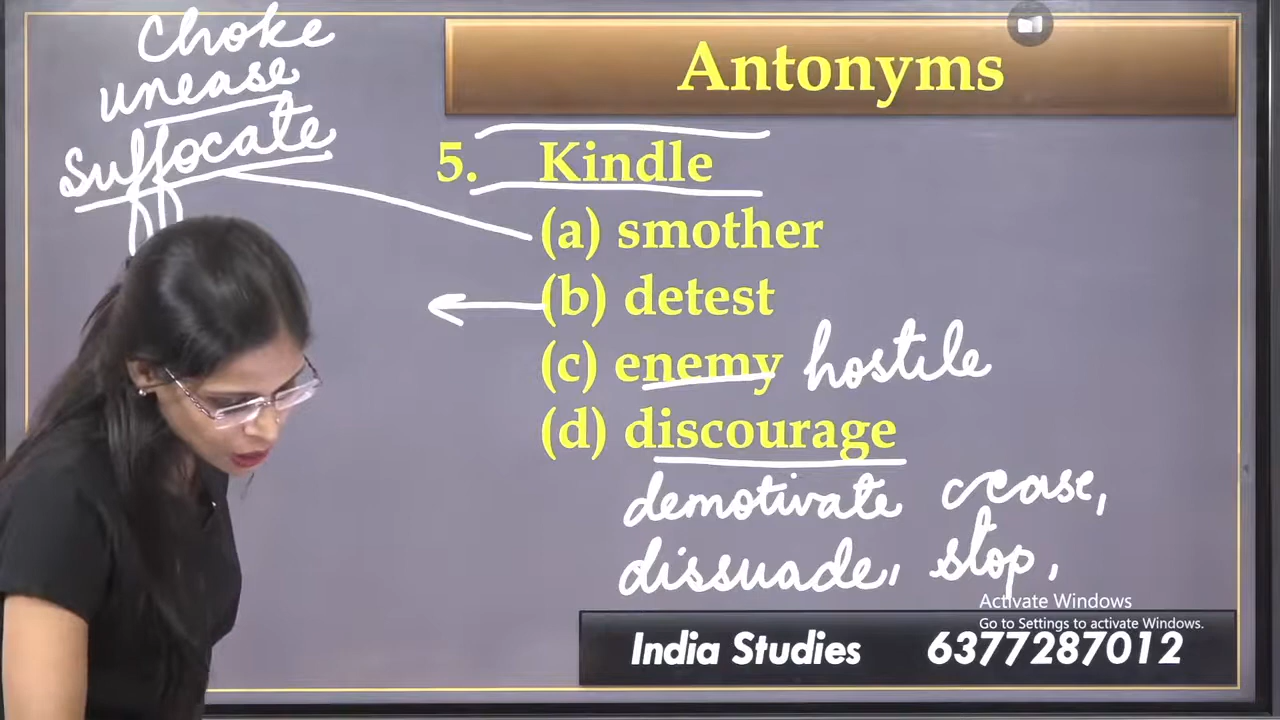 choke
unease
suffocate
Antonyms
5. Kindle
(a) smother
(b) detest
(c) enemy hostile
(d) discourage
demotivate cease,
dissuade, stop,
Activate Windows
Go to Settings to activate Windows.
India Studies 6377287012